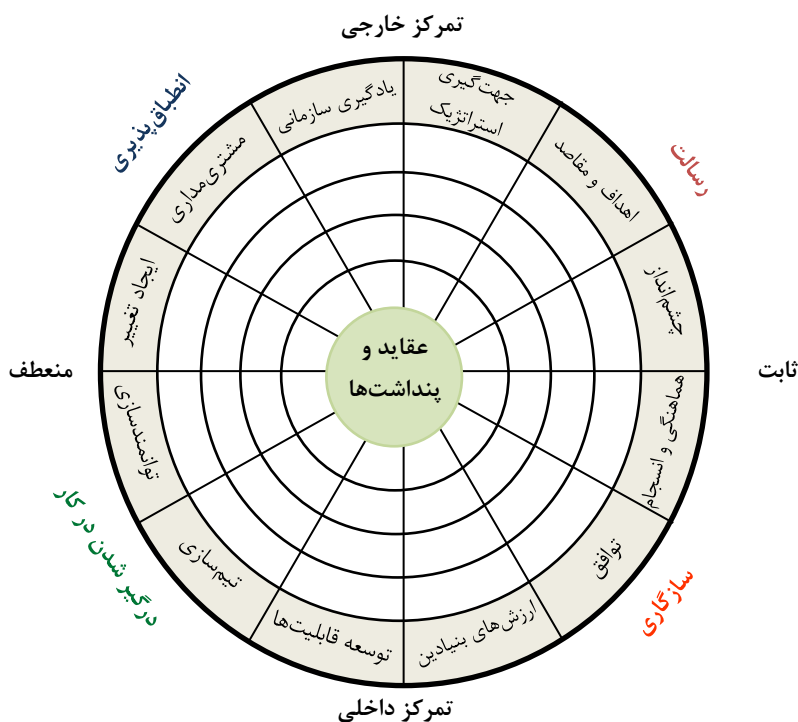 تمرکز خارجی
انطباق‌پذیری
رسالت
یادگیری سازمانی
جهت‌گیری
استراتژیک
مشتری‌مداری
اهداف و مقاصد
ایجاد تغییر
چشم‌انداز
منعطف
عقاید و
پنداشت‌ها
ثابت
توانمندسازی
هماهنگی و انسجام
تیم‌سازی
توافق
توسعه قابلیت‌ها
ارزش‌های بنیادین
درگیر شدن در کار
سازگاری
تمرکز داخلی